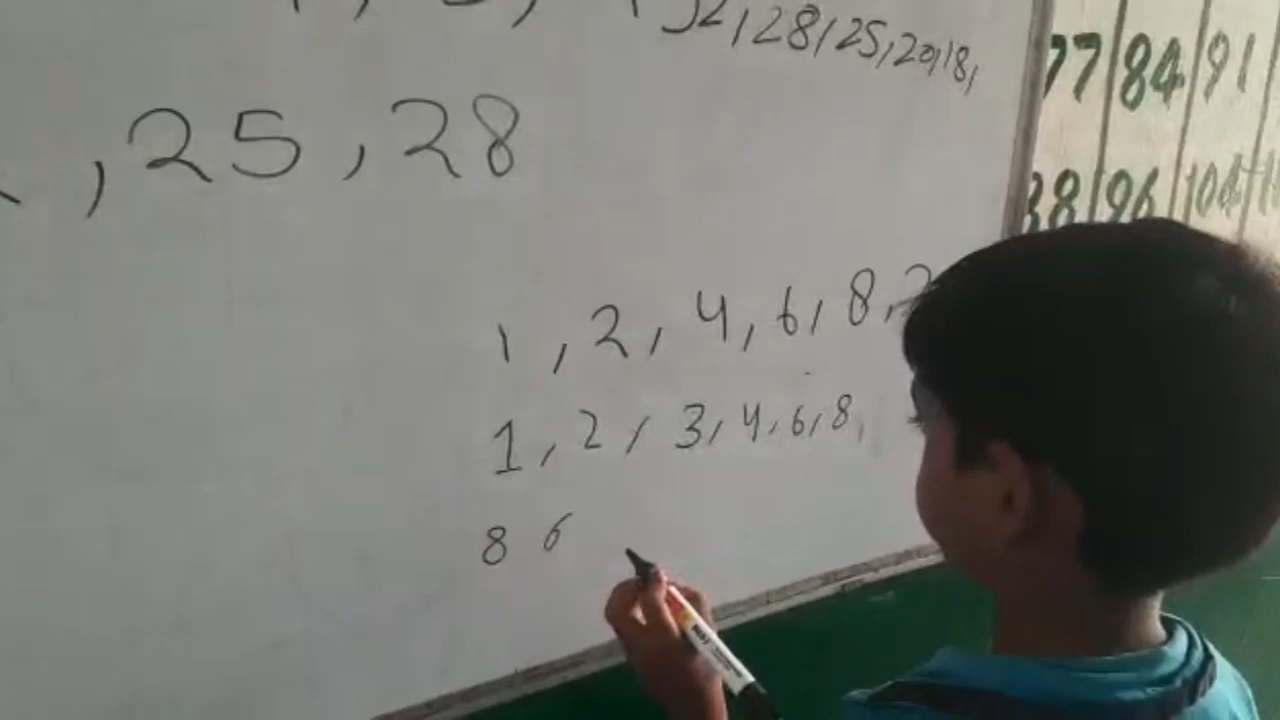 32, 28, 25, 20, 18,
, 25, 28
1, 2, 4, 6, 8,
1, 2, 3, 4, 6, 8,
8 6
77 84 91
96 104